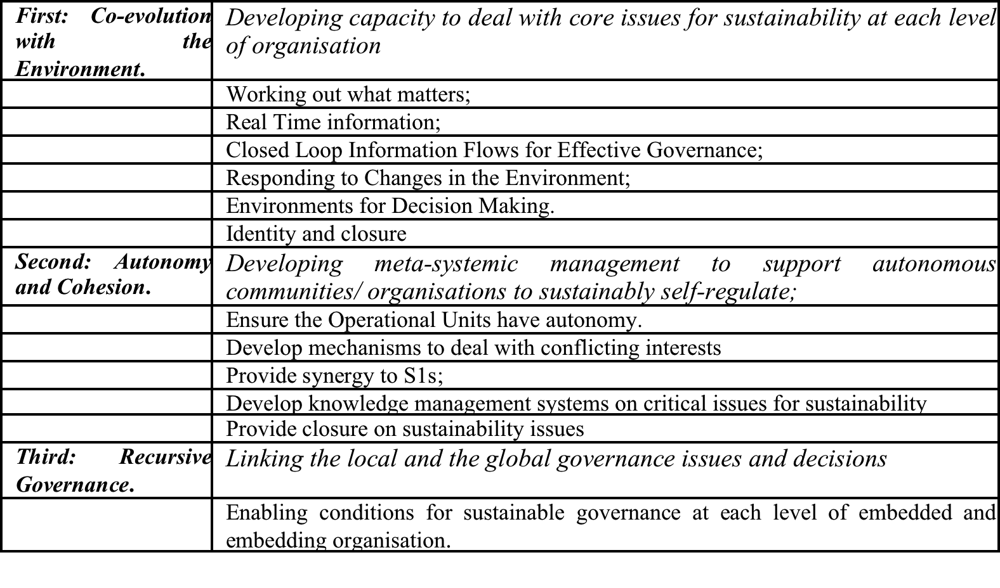 First: Co-evolution
with the
Environment.
Developing capacity to deal with core issues for sustainability at each level
of organisation
Working out what matters;
Real Time information;
Closed Loop Information Flows for Effective Governance;
Responding to Changes in the Environment;
Environments for Decision Making.
Identity and closure
Second: Autonomy
and Cohesion.
Developing meta-systemic management to support autonomous
communities/ organisations to sustainably self-regulate;
Ensure the Operational Units have autonomy.
Develop mechanisms to deal with conflicting interests
Provide synergy to S1s;
Develop knowledge management systems on critical issues for sustainability
Provide closure on sustainability issues
Third: Recursive
Governance.
Linking the local and the global governance issues and decisions
Enabling conditions for sustainable governance at each level of embedded and
embedding organisation.